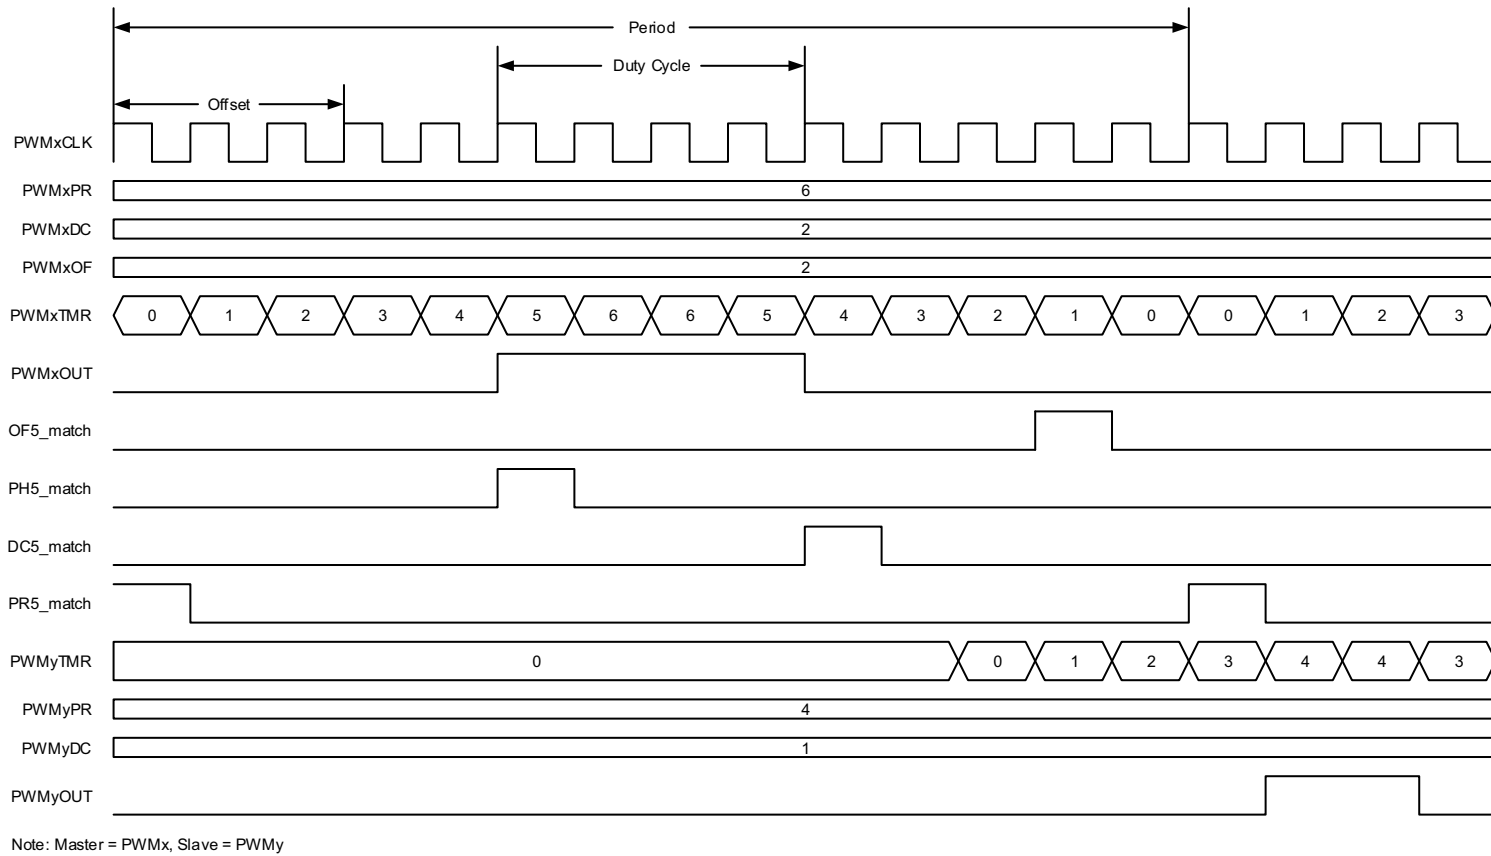 Period
Duty Cycle
Offset
PWMxCLK
PWMxPR 6
PWMxDC 2
PWMxOF 2
PWMxTMR 0 1 2 3 4 5 6 6 5 4 3 2 1 0 0 1 2 3
PWMxOUT
OF5_match
PH5_match
DC5_match
PR5_match
PWMyTMR 0 0 1 2 3 4 4 3
PWMyPR 4
PWMyDC 1
PWMyOUT
Note: Master = PWMx, Slave = PWMy